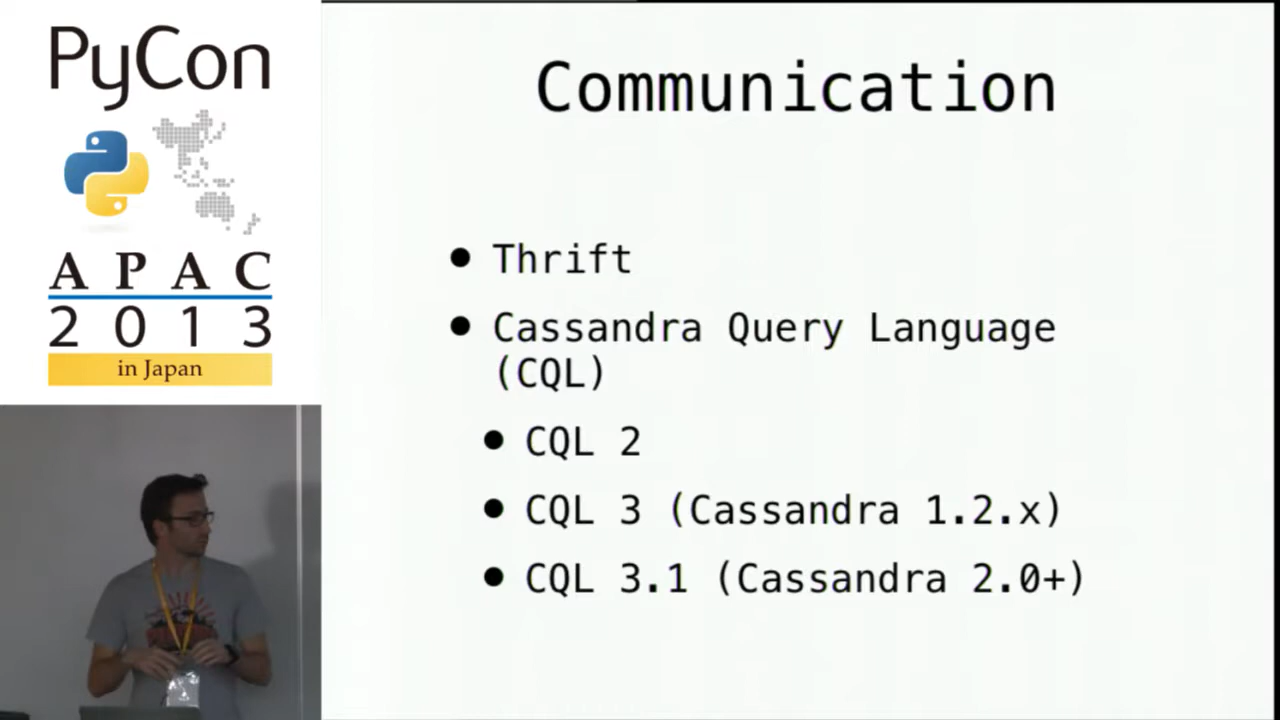 PyCon
APAC
2013
in Japan
Communication
• Thrift
• Cassandra Query Language
(CQL)
• CQL 2
• CQL 3 (Cassandra 1.2.x)
• CQL 3.1 (Cassandra 2.0+)